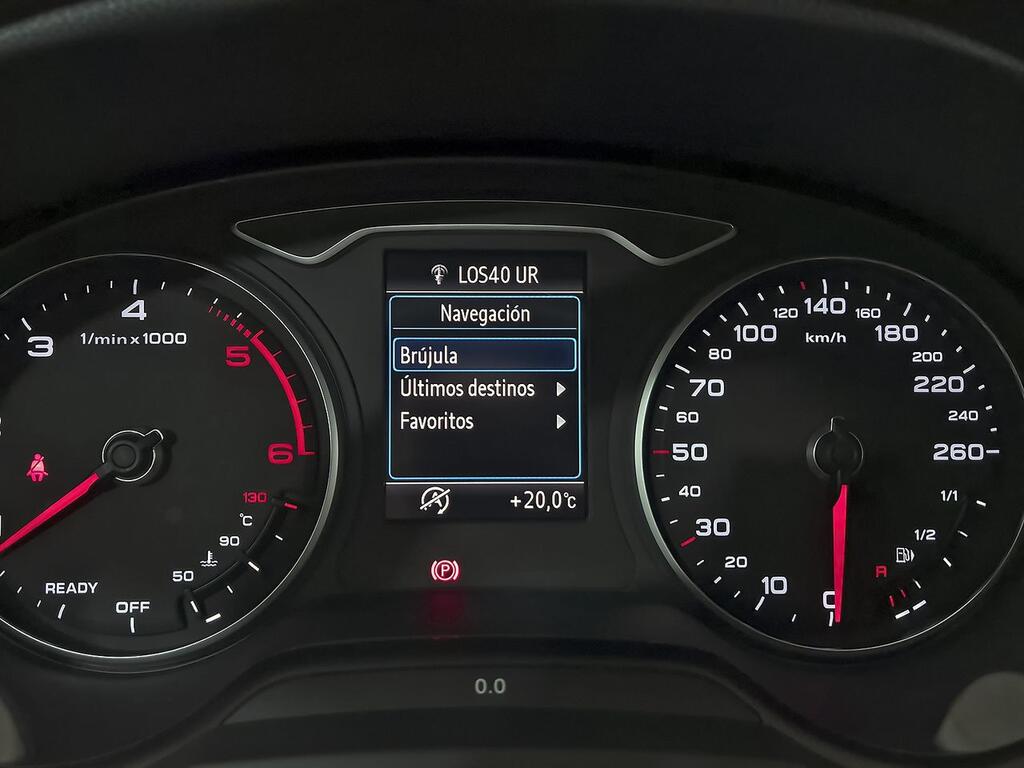 LOS40 UR
Navegación
Brújula
Últimos destinos
Favoritos
+20,0°C
3
4
5
6
1/min x 1000
130
°C
90
50
READY
OFF
P
0
10
20
30
40
50
60
70
80
100
120
140
160
180
200
220
240
260
km/h
1/1
1/2
R
0.0